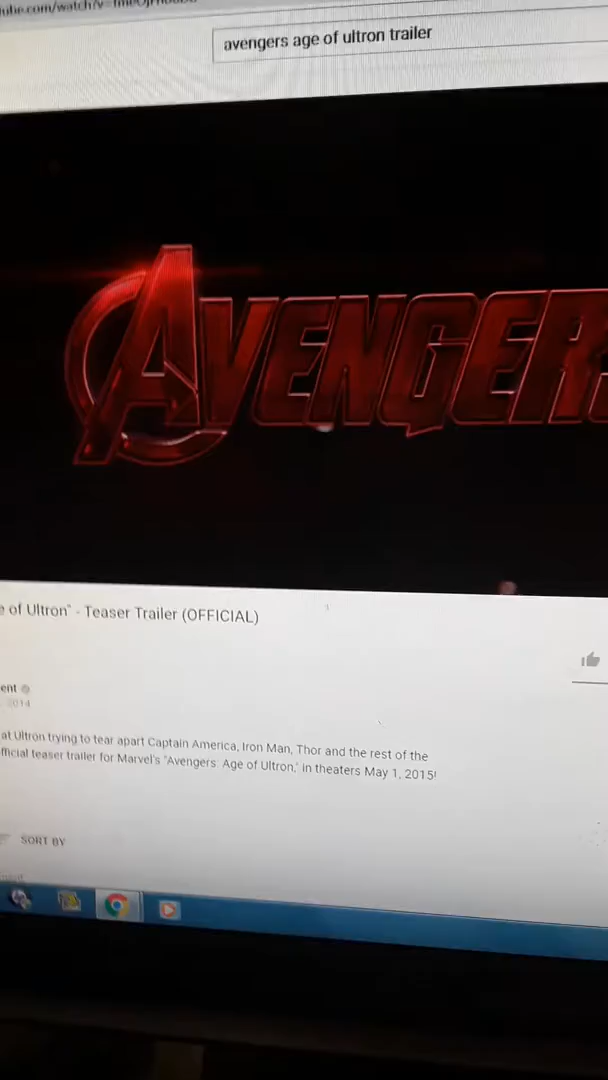 avengers age of ultron trailer
AVENGERS
of Ultron" - Teaser Trailer (OFFICIAL)
2014
at Ultron trying to tear apart Captain America, Iron Man, Thor and the rest of the
teaser trailer for Marvel's "Avengers: Age of Ultron," in theaters May 1, 2015!
SORT BY